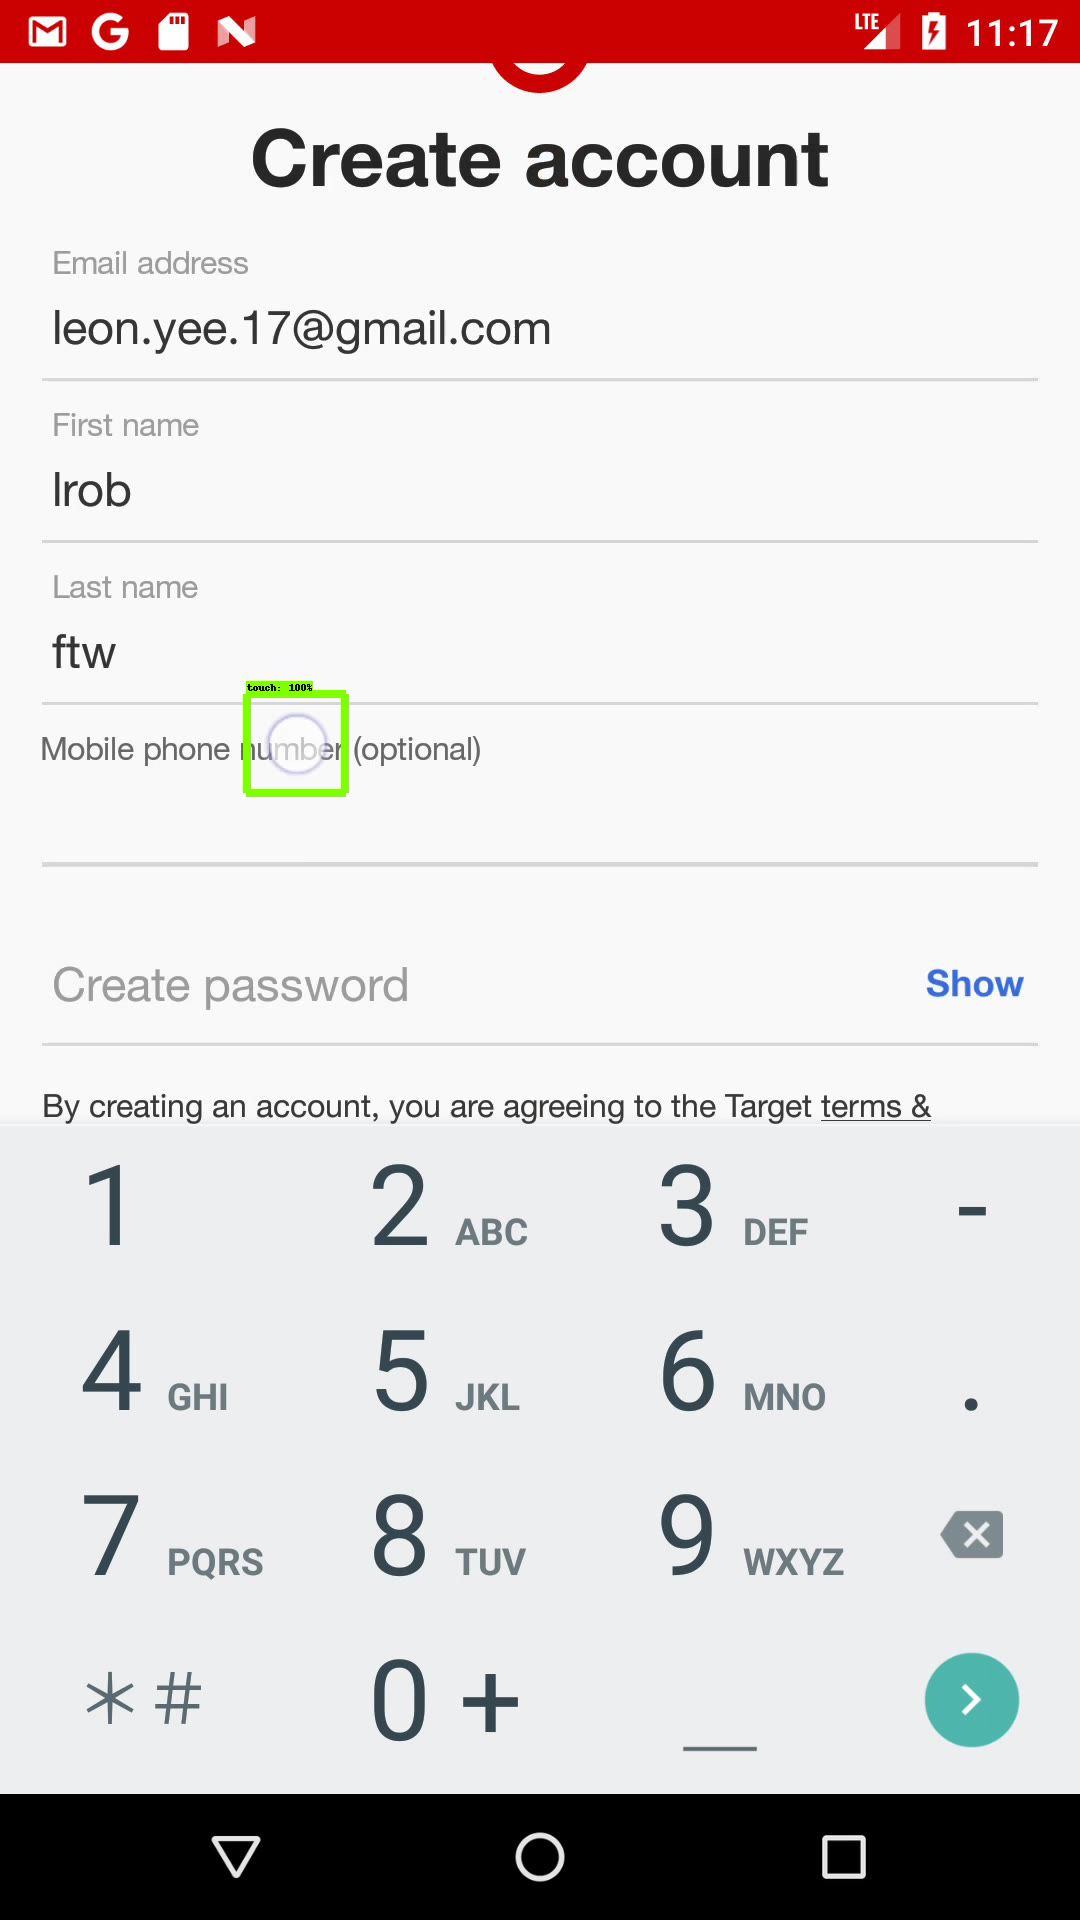 LTE 11:17
Create account
Email address
leon.yee.17@gmail.com
First name
lrob
Last name
ftw
touch: 100%
Mobile phone number (optional)
Create password Show
By creating an account, you are agreeing to the Target terms &
1 2 ABC 3 DEF -
4 GHI 5 JKL 6 MNO .
7 PQRS 8 TUV 9 WXYZ
*# 0 +